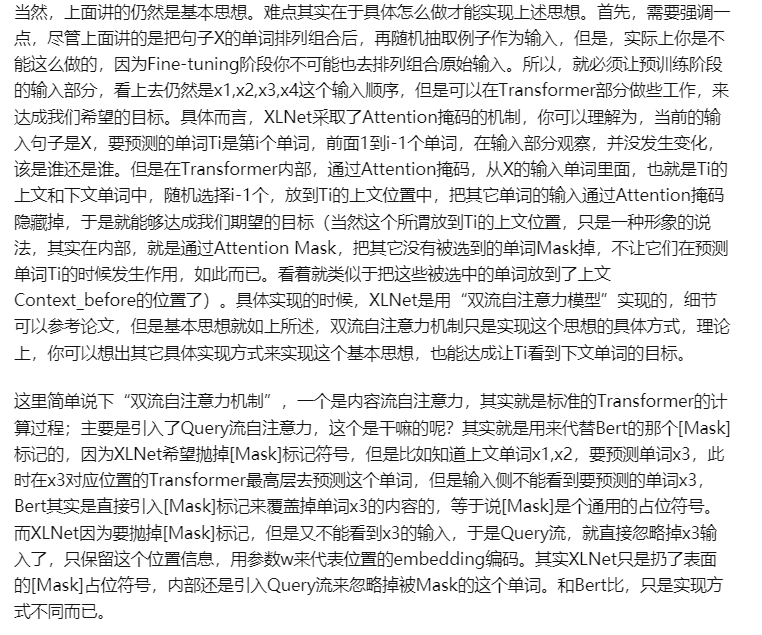 当然，上面讲的仍然是基本思想。难点其实在于具体怎么做才能实现上述思想。首先，需要强调一
点，尽管上面讲的是把句子X的单词排列组合后，再随机抽取例子作为输入，但是，实际上你是不
能这么做的，因为Fine-tuning阶段你不可能也去排列组合原始输入。所以，就必须让预训练阶段
的输入部分，看上去仍然是x1,x2,x3,x4这个输入顺序，但是可以在Transformer部分做些工作，来
达成我们希望的目标。具体而言，XLNet采取了Attention掩码的机制，你可以理解为，当前的输
入句子是X，要预测的单词Ti是第i个单词，前面1到i-1个单词，在输入部分观察，并没发生变化，
该是谁还是谁。但是在Transformer内部，通过Attention掩码，从X的输入单词里面，也就是Ti的
上文和下文单词中，随机选择i-1个，放到Ti的上文位置中，把其它单词的输入通过Attention掩码
隐藏掉，于是就能够达成我们期望的目标（当然这个所谓放到Ti的上文位置，只是一种形象的说
法，其实在内部，就是通过Attention Mask，把其它没有被选到的单词Mask掉，不让它们在预测
单词Ti的时候发生作用，如此而已。看着就类似于把这些被选中的单词放到了上文
Context_before的位置了）。具体实现的时候，XLNet是用“双流自注意力模型”实现的，细节
可以参考论文，但是基本思想就如上所述，双流自注意力机制只是实现这个思想的具体方式，理论
上，你可以想出其它具体实现方式来实现这个基本思想，也能达成让Ti看到下文单词的目标。
这里简单说下“双流自注意力机制”，一个是内容流自注意力，其实就是标准的Transformer的计
算过程；主要是引入了Query流自注意力，这个是干嘛的呢？其实就是用来代替Bert的那个[Mask]
标记的，因为XLNet希望抛掉[Mask]标记符号，但是比如知道上文单词x1,x2，要预测单词x3，此
时在x3对应位置的Transformer最高层去预测这个单词，但是输入侧不能看到要预测的单词x3，
Bert其实是直接引入[Mask]标记来覆盖掉单词x3的内容的，等于说[Mask]是个通用的占位符号。
而XLNet因为要抛掉[Mask]标记，但是又不能看到x3的输入，于是Query流，就直接忽略掉x3输
入了，只保留这个位置信息，用参数w来代表位置的embedding编码。其实XLNet只是扔了表面
的[Mask]占位符号，内部还是引入Query流来忽略掉被Mask的这个单词。和Bert比，只是实现方
式不同而已。